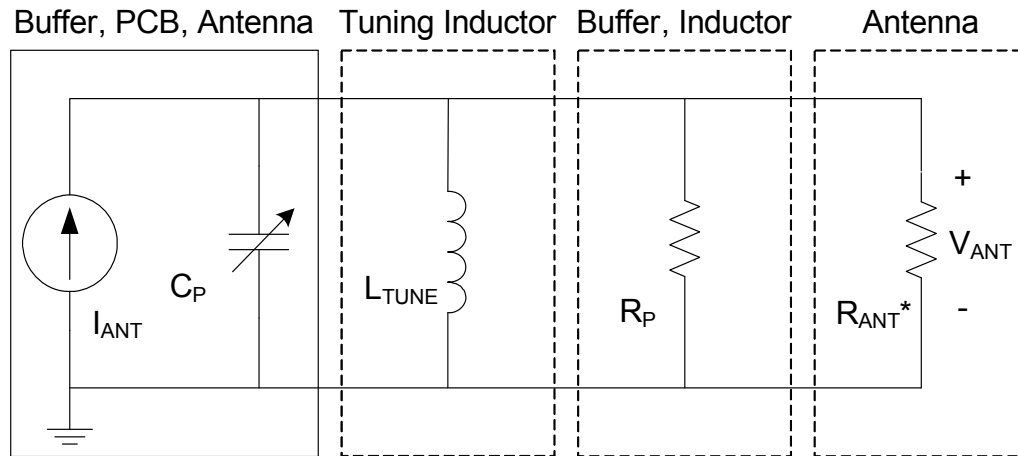 Buffer, PCB, Antenna
Tuning Inductor
Buffer, Inductor
Antenna
I_ANT
C_P
L_TUNE
R_P
R_ANT*
+
V_ANT
-